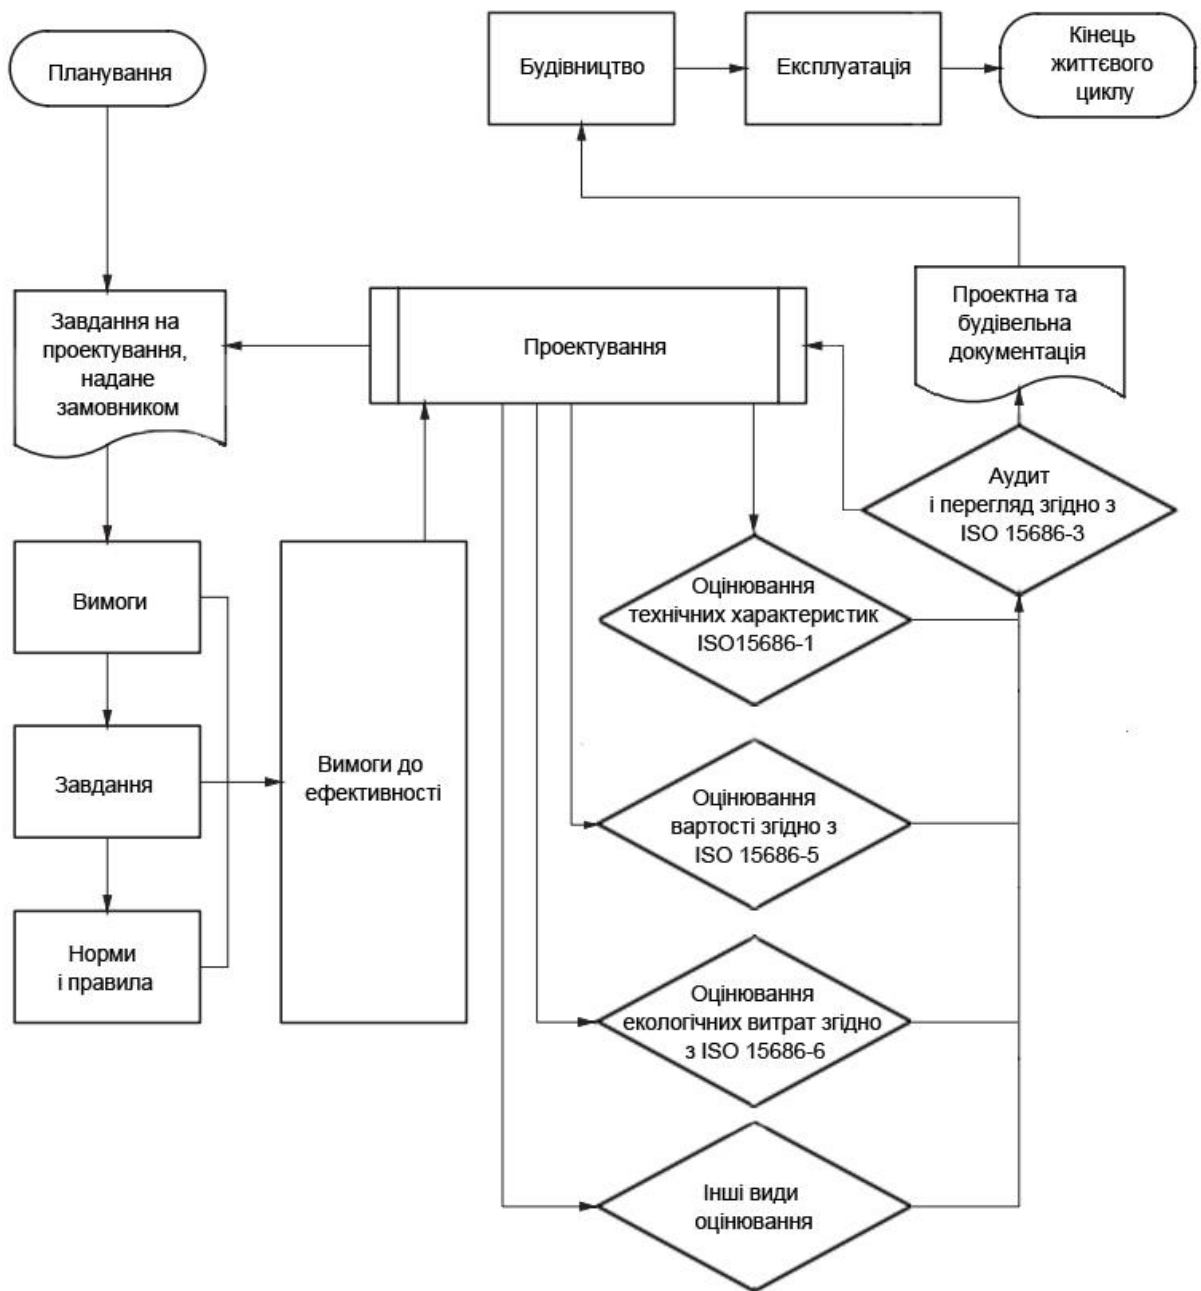 Планування
Будівництво
Експлуатація
Кінець
життєвого
циклу
Завдання на
проектування,
надане
замовником
Проектування
Проектна та
будівельна
документація
Аудит
і перегляд згідно з
ISO 15686-3
Вимоги
Завдання
Норми
і правила
Вимоги до
ефективності
Оцінювання
технічних характеристик
ISO15686-1
Оцінювання
вартості згідно з
ISO 15686-5
Оцінювання
екологічних витрат згідно
з ISO 15686-6
Інші види
оцінювання